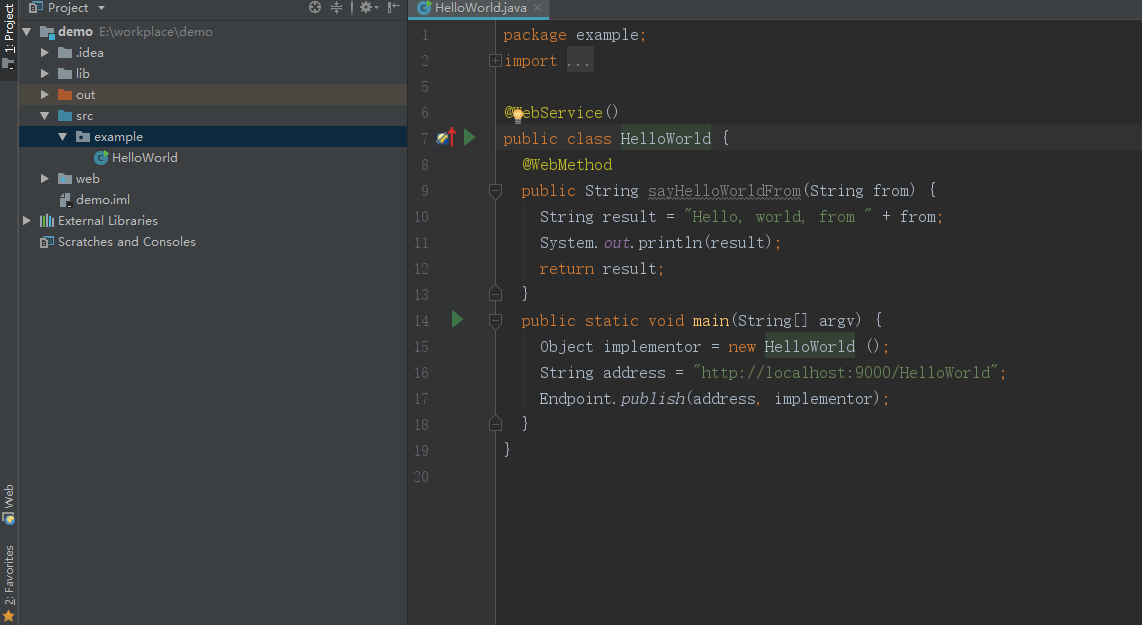 1: Project
Project
demo E:\workplace\demo
.idea
lib
out
src
example
HelloWorld
web
demo.iml
External Libraries
Scratches and Consoles
Web
2: Favorites
HelloWorld.java
1 package example;
2 import ...
5
6 @WebService()
7 public class HelloWorld {
8 @WebMethod
9 public String sayHelloWorldFrom(String from) {
10 String result = "Hello, world, from " + from;
11 System.out.println(result);
12 return result;
13 }
14 public static void main(String[] argv) {
15 Object implementor = new HelloWorld ();
16 String address = "http://localhost:9000/HelloWorld";
17 Endpoint.publish(address, implementor);
18 }
19 }
20